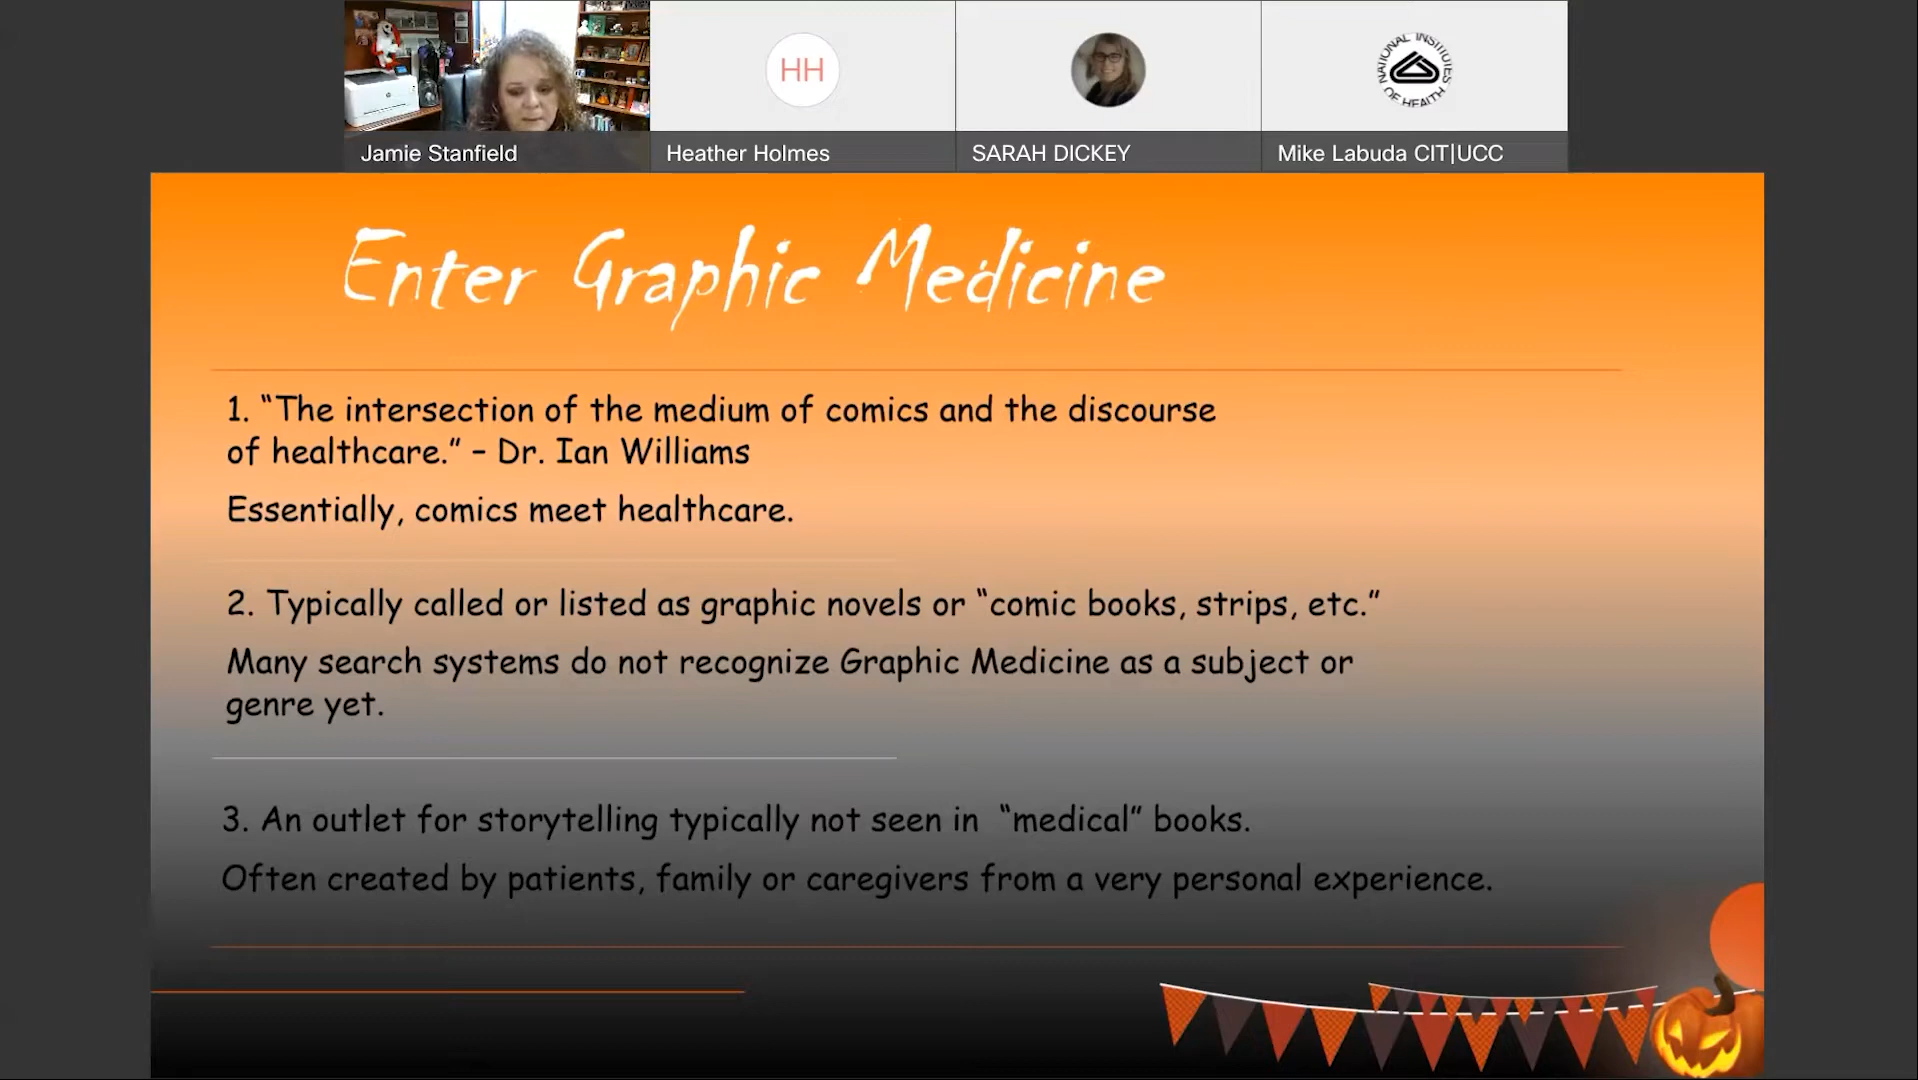 HH
NATIONAL INSTITUTES OF HEALTH
Jamie Stanfield
Heather Holmes
SARAH DICKEY
Mike Labuda CIT|UCC
Enter Graphic Medicine
1. “The intersection of the medium of comics and the discourse
of healthcare.” – Dr. Ian Williams
Essentially, comics meet healthcare.
2. Typically called or listed as graphic novels or “comic books, strips, etc.”
Many search systems do not recognize Graphic Medicine as a subject or
genre yet.
3. An outlet for storytelling typically not seen in “medical” books.
Often created by patients, family or caregivers from a very personal experience.